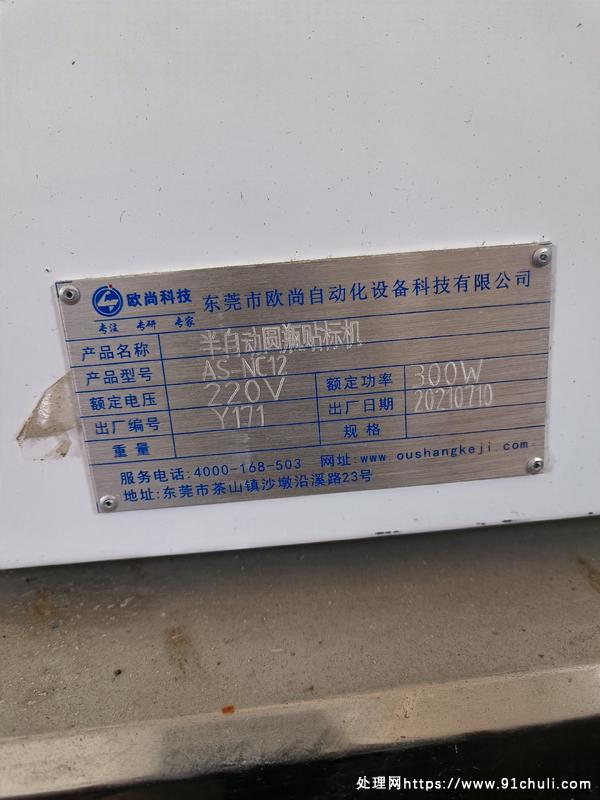 欧尚科技 东莞市欧尚自动化设备科技有限公司
专注 专研 专家
产品名称 半自动圆瓶贴标机
产品型号 AS-NC12
额定电压 220V 额定功率 300W
出厂编号 Y171 出厂日期 20210710
重量 规格
服务电话:4000-168-503 网址:www.oushangkeji.com
地址:东莞市茶山镇沙墩沿溪路23号
处理网https://www.91chuli.com